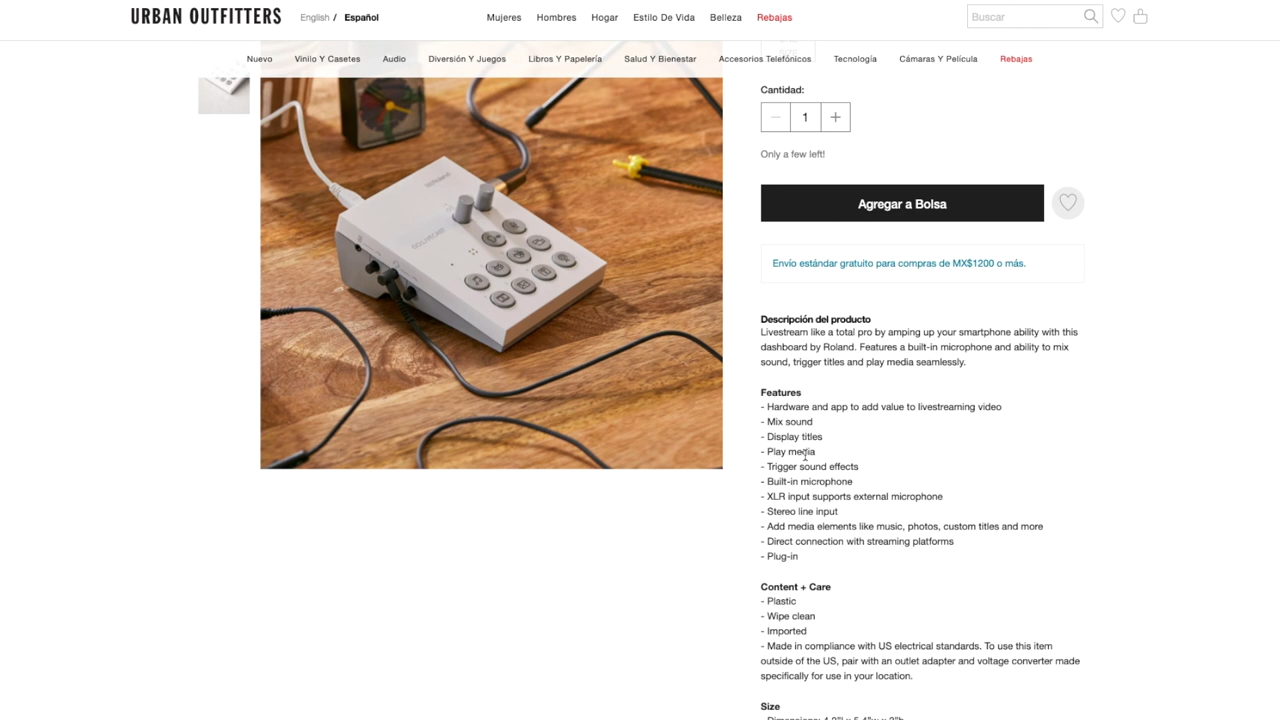 URBAN OUTFITTERS
English / Español
Mujeres Hombres Hogar Estilo De Vida Belleza Rebajas
Buscar
Nuevo Vinilo Y Casetes Audio Diversión Y Juegos Libros Y Papelería Salud Y Bienestar Accesorios Telefónicos Tecnología Cámaras Y Película Rebajas
Cantidad:
1
Only a few left!
Agregar a Bolsa
Envío estándar gratuito para compras de MX$1200 o más.
Roland
Descripción del producto
Livestream like a total pro by amping up your smartphone ability with this
dashboard by Roland. Features a built-in microphone and ability to mix
sound, trigger titles and play media seamlessly.
Features
- Hardware and app to add value to livestreaming video
- Mix sound
- Display titles
- Play media
- Trigger sound effects
- Built-in microphone
- XLR input supports external microphone
- Stereo line input
- Add media elements like music, photos, custom titles and more
- Direct connection with streaming platforms
- Plug-in
Content + Care
- Plastic
- Wipe clean
- Imported
- Made in compliance with US electrical standards. To use this item
outside of the US, pair with an outlet adapter and voltage converter made
specifically for use in your location.
Size